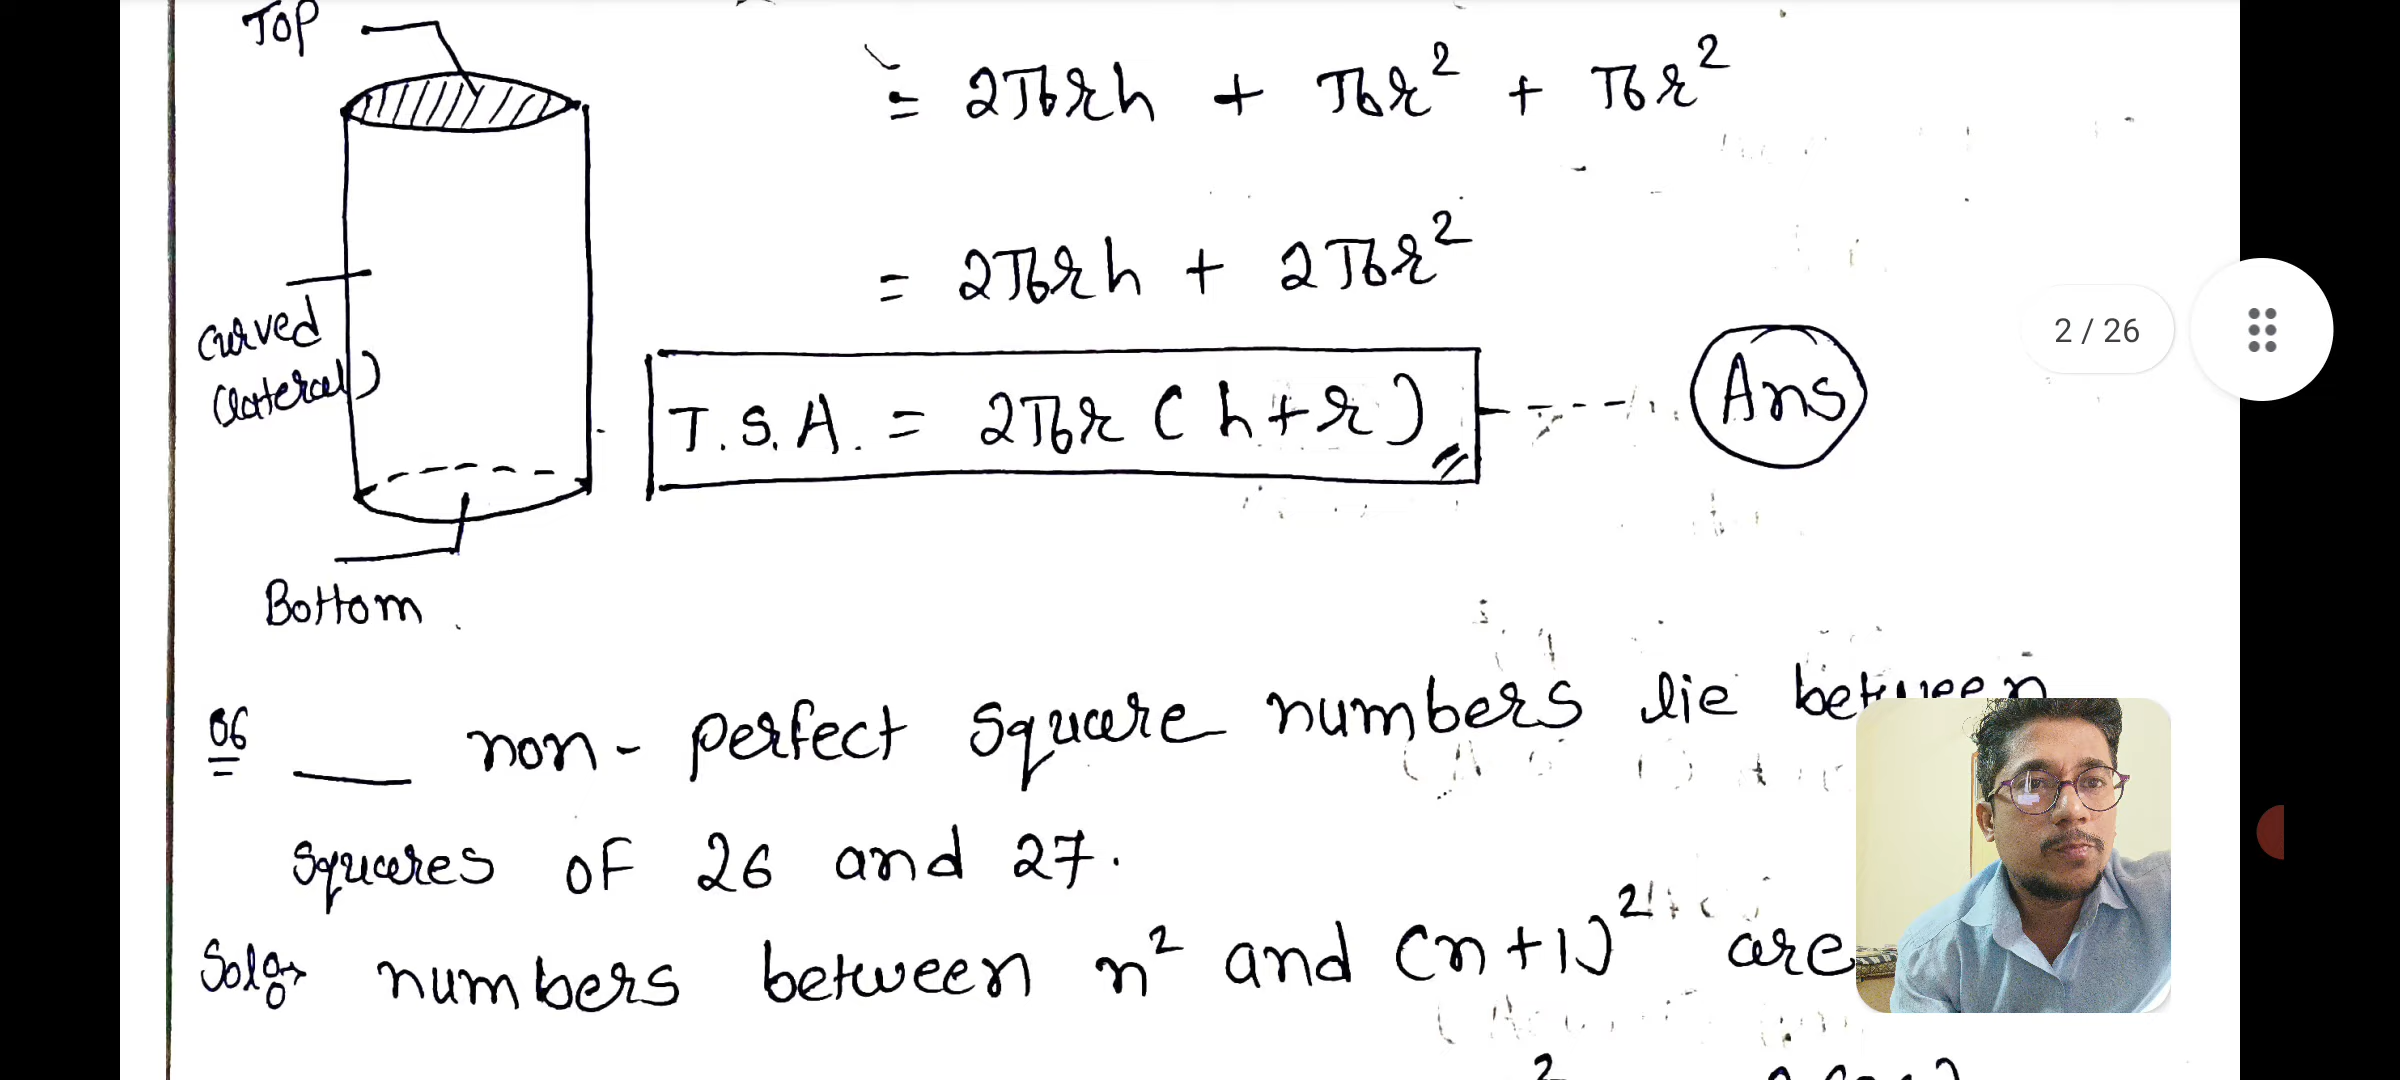 Top
= 2πrh + πr² + πr²
= 2πrh + 2πr²
curved
(lateral)
T.S.A. = 2πr (h+r)
Ans
2 / 26
Bottom
06 ___ non-perfect square numbers lie between
squares of 26 and 27.
Soln numbers between n² and (n+1)² are